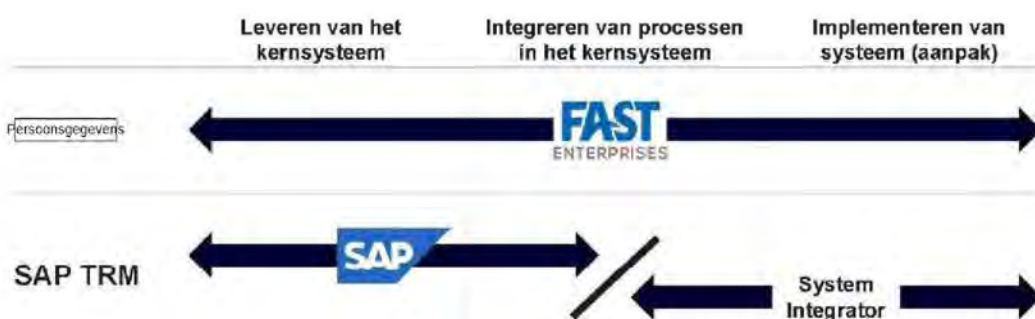 Leveren van het
kernsysteem
Integreren van processen
in het kernsysteem
Implementeren van
systeem (aanpak)
Persoonsgegevens
FAST
ENTERPRISES
SAP TRM
SAP
System
Integrator